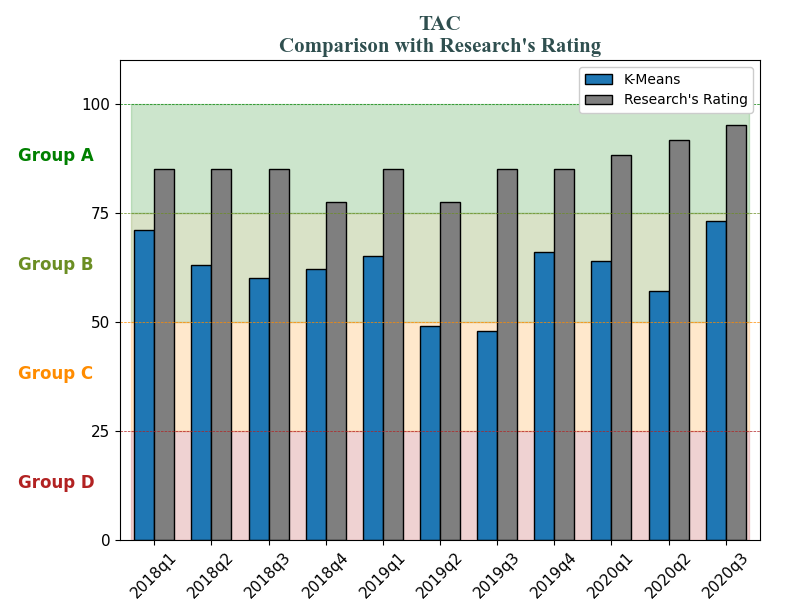 TAC
Comparison with Research's Rating
K-Means
Research's Rating
100
Group A
75
Group B
50
Group C
25
Group D
0
2018q1
2018q2
2018q3
2018q4
2019q1
2019q2
2019q3
2019q4
2020q1
2020q2
2020q3